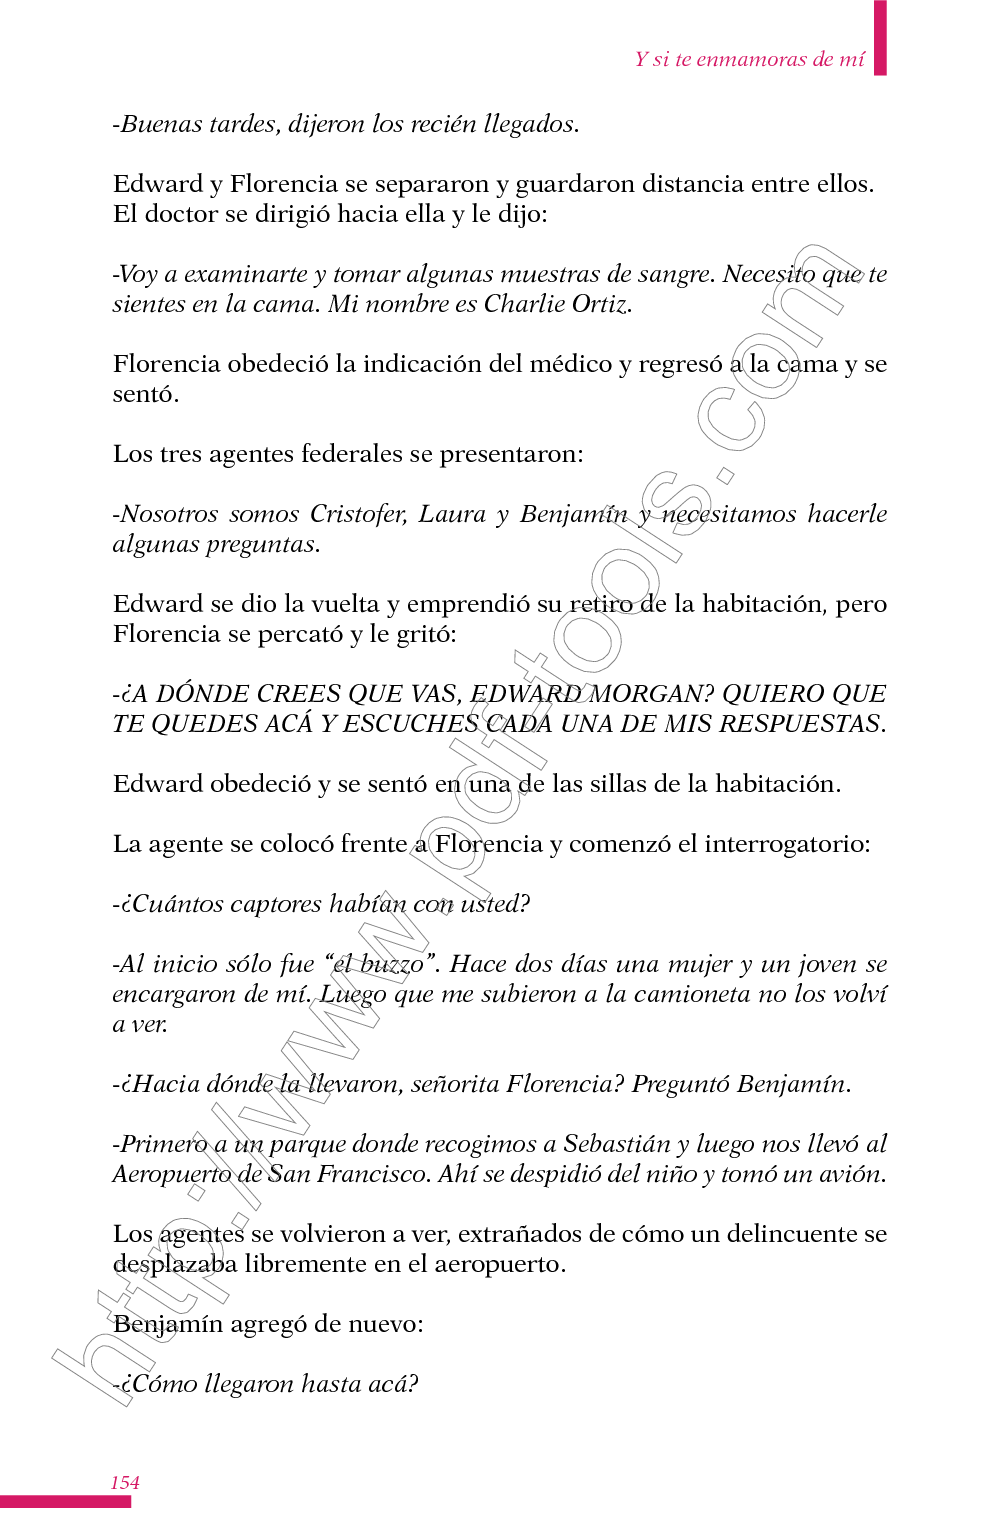 Y si te enmamoras de mí
-Buenas tardes, dijeron los recién llegados.
Edward y Florencia se separaron y guardaron distancia entre ellos.
El doctor se dirigió hacia ella y le dijo:
-Voy a examinarte y tomar algunas muestras de sangre. Necesito que te
sientes en la cama. Mi nombre es Charlie Ortiz.
Florencia obedeció la indicación del médico y regresó a la cama y se
sentó.
Los tres agentes federales se presentaron:
-Nosotros somos Cristofer, Laura y Benjamín y necesitamos hacerle
algunas preguntas.
Edward se dio la vuelta y emprendió su retiro de la habitación, pero
Florencia se percató y le gritó:
-¿A DÓNDE CREES QUE VAS, EDWARD MORGAN? QUIERO QUE
TE QUEDES ACÁ Y ESCUCHES CADA UNA DE MIS RESPUESTAS.
Edward obedeció y se sentó en una de las sillas de la habitación.
La agente se colocó frente a Florencia y comenzó el interrogatorio:
-¿Cuántos captores habían con usted?
-Al inicio sólo fue “el buzzo”. Hace dos días una mujer y un joven se
encargaron de mí. Luego que me subieron a la camioneta no los volví
a ver.
-¿Hacia dónde la llevaron, señorita Florencia? Preguntó Benjamín.
-Primero a un parque donde recogimos a Sebastián y luego nos llevó al
Aeropuerto de San Francisco. Ahí se despidió del niño y tomó un avión.
Los agentes se volvieron a ver, extrañados de cómo un delincuente se
desplazaba libremente en el aeropuerto.
Benjamín agregó de nuevo:
-¿Cómo llegaron hasta acá?
154
http://www.pdf-tools.com